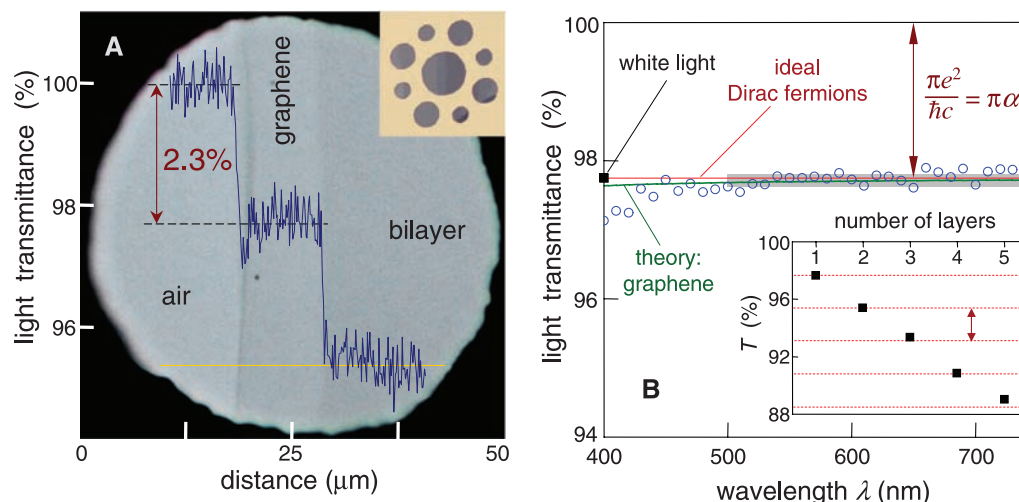 A
light transmittance (%)
100
98
96
air
graphene
bilayer
2.3%
0
25
50
distance (μm)
B
light transmittance (%)
100
98
96
94
white light
ideal
Dirac fermions
πe²/ħc = πα
theory:
graphene
number of layers
1 2 3 4 5
T (%)
100
96
92
88
400 500 600 700
wavelength λ (nm)